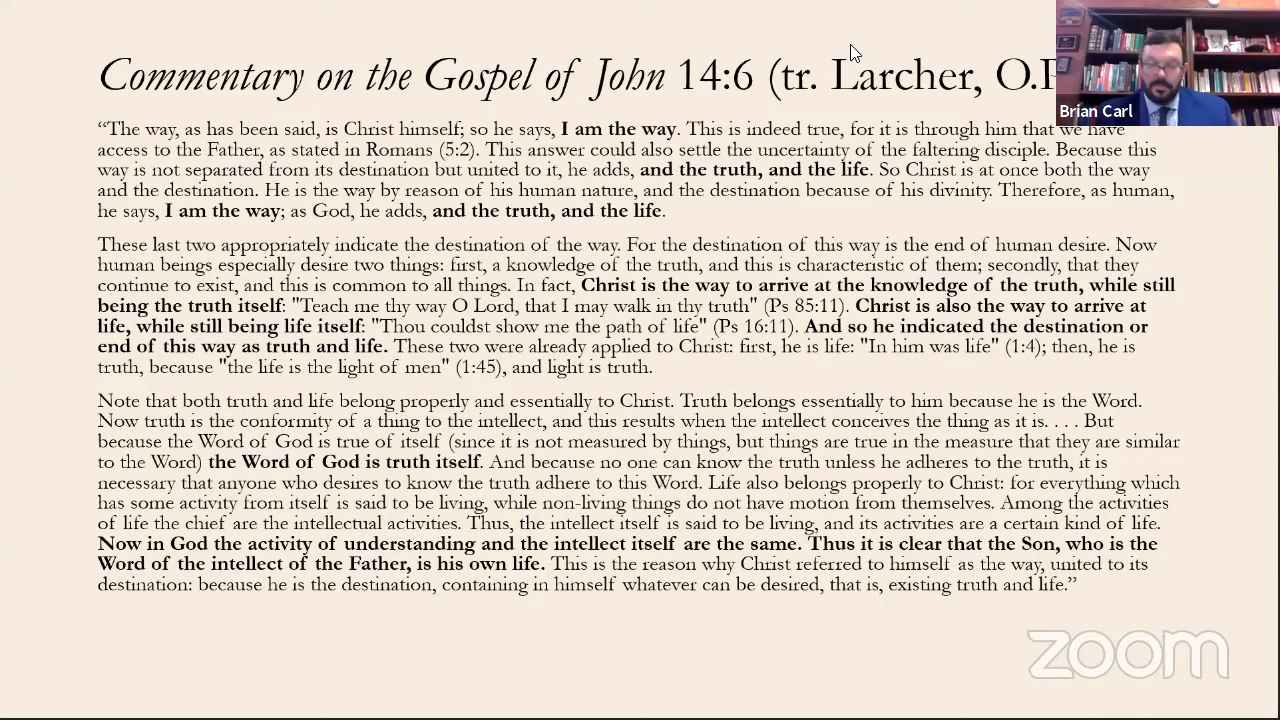 Commentary on the Gospel of John 14:6 (tr. Larcher, O.P
Brian Carl
“The way, as has been said, is Christ himself; so he says, I am the way. This is indeed true, for it is through him that we have
access to the Father, as stated in Romans (5:2). This answer could also settle the uncertainty of the faltering disciple. Because this
way is not separated from its destination but united to it, he adds, and the truth, and the life. So Christ is at once both the way
and the destination. He is the way by reason of his human nature, and the destination because of his divinity. Therefore, as human,
he says, I am the way; as God, he adds, and the truth, and the life.
These last two appropriately indicate the destination of the way. For the destination of this way is the end of human desire. Now
human beings especially desire two things: first, a knowledge of the truth, and this is characteristic of them; secondly, that they
continue to exist, and this is common to all things. In fact, Christ is the way to arrive at the knowledge of the truth, while still
being the truth itself: "Teach me thy way O Lord, that I may walk in thy truth" (Ps 85:11). Christ is also the way to arrive at
life, while still being life itself: "Thou couldst show me the path of life" (Ps 16:11). And so he indicated the destination or
end of this way as truth and life. These two were already applied to Christ: first, he is life: "In him was life" (1:4); then, he is
truth, because "the life is the light of men" (1:45), and light is truth.
Note that both truth and life belong properly and essentially to Christ. Truth belongs essentially to him because he is the Word.
Now truth is the conformity of a thing to the intellect, and this results when the intellect conceives the thing as it is. . . . But
because the Word of God is true of itself (since it is not measured by things, but things are true in the measure that they are similar
to the Word) the Word of God is truth itself. And because no one can know the truth unless he adheres to the truth, it is
necessary that anyone who desires to know the truth adhere to this Word. Life also belongs properly to Christ: for everything which
has some activity from itself is said to be living, while non-living things do not have motion from themselves. Among the activities
of life the chief are the intellectual activities. Thus, the intellect itself is said to be living, and its activities are a certain kind of life.
Now in God the activity of understanding and the intellect itself are the same. Thus it is clear that the Son, who is the
Word of the intellect of the Father, is his own life. This is the reason why Christ referred to himself as the way, united to its
destination: because he is the destination, containing in himself whatever can be desired, that is, existing truth and life.”
zoom